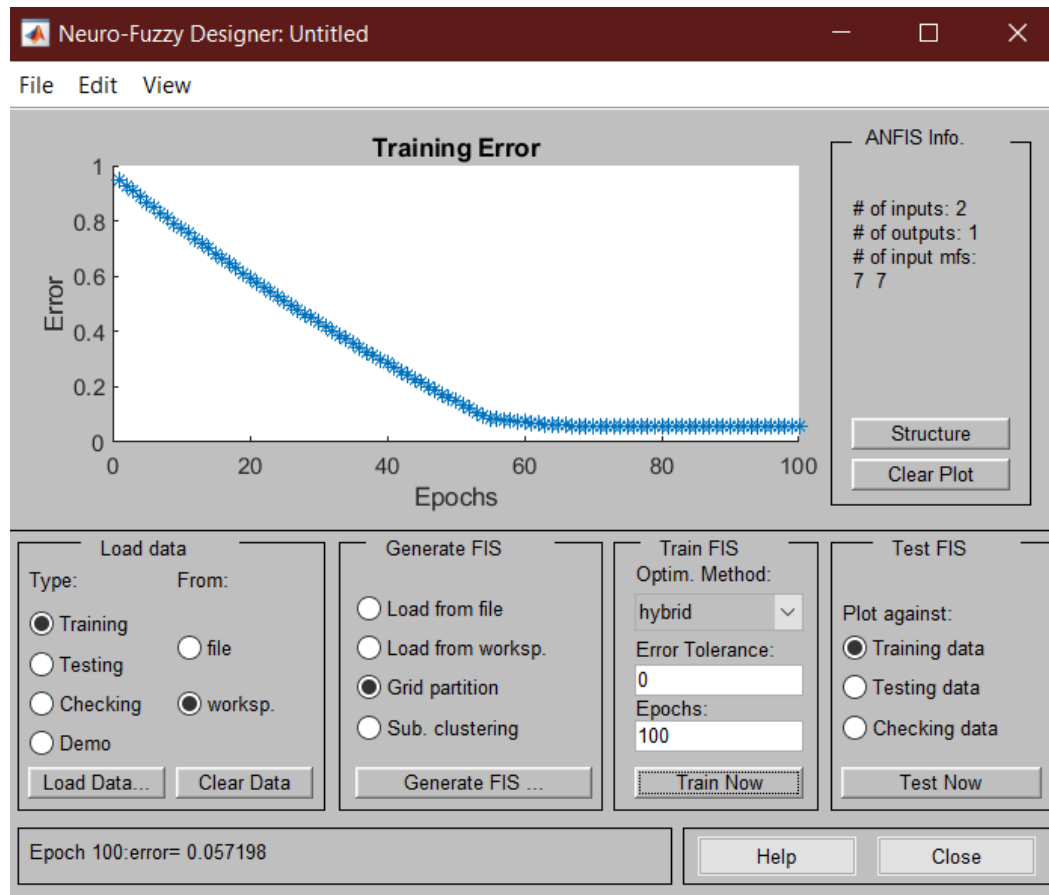 Neuro-Fuzzy Designer: Untitled
File Edit View
Training Error
1
0.8
0.6
0.4
0.2
0
Error
0 20 40 60 80 100
Epochs
ANFIS Info.
# of inputs: 2
# of outputs: 1
# of input mfs:
7 7
Structure
Clear Plot
Load data
Type: From:
Training
Testing
Checking
Demo
file
worksp.
Load Data... Clear Data
Generate FIS
Load from file
Load from worksp.
Grid partition
Sub. clustering
Generate FIS ...
Train FIS
Optim. Method:
hybrid
Error Tolerance:
0
Epochs:
100
Train Now
Test FIS
Plot against:
Training data
Testing data
Checking data
Test Now
Epoch 100:error= 0.057198
Help Close